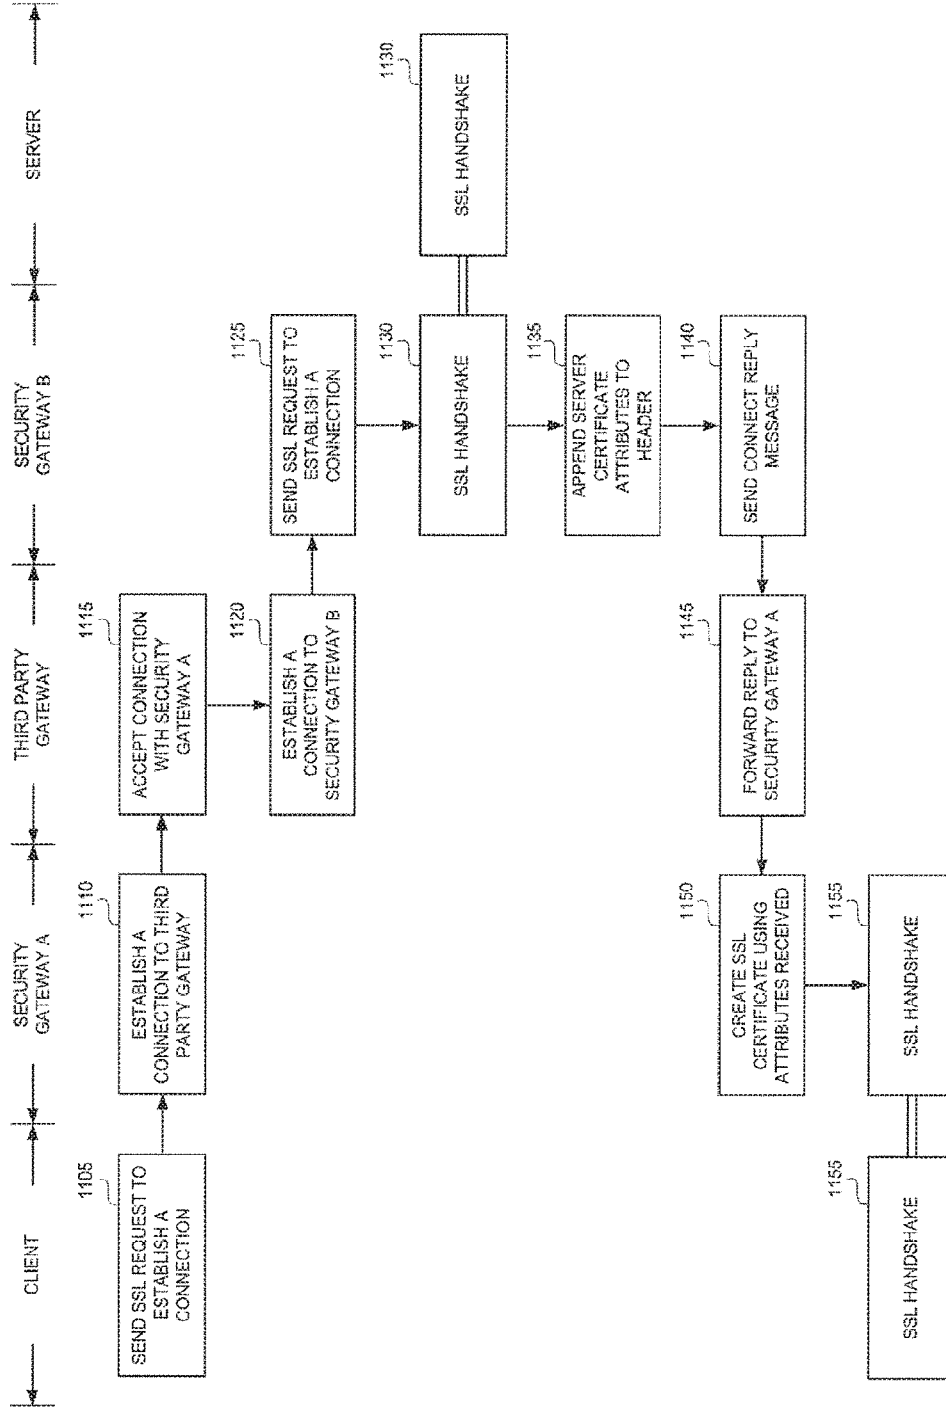 CLIENT
SECURITY
GATEWAY A
THIRD PARTY
GATEWAY
SECURITY
GATEWAY B
SERVER
1105
SEND SSL REQUEST TO
ESTABLISH A
CONNECTION
1110
ESTABLISH A
CONNECTION TO THIRD
PARTY GATEWAY
1115
ACCEPT CONNECTION
WITH SECURITY
GATEWAY A
1120
ESTABLISH A
CONNECTION TO
SECURITY GATEWAY B
1125
SEND SSL REQUEST TO
ESTABLISH A
CONNECTION
1130
SSL HANDSHAKE
1130
SSL HANDSHAKE
1135
APPEND SERVER
CERTIFICATE
ATTRIBUTES TO
HEADER
1140
SEND CONNECT REPLY
MESSAGE
1145
FORWARD REPLY TO
SECURITY GATEWAY A
1150
CREATE SSL
CERTIFICATE USING
ATTRIBUTES RECEIVED
1155
SSL HANDSHAKE
1155
SSL HANDSHAKE